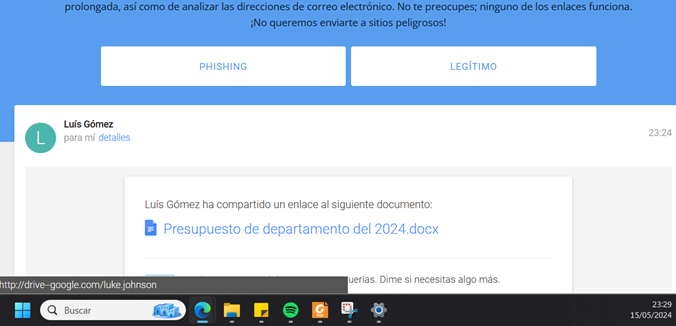 prolongada, así como de analizar las direcciones de correo electrónico. No te preocupes; ninguno de los enlaces funciona.
¡No queremos enviarte a sitios peligrosos!
PHISHING
LEGÍTIMO
L
Luís Gómez
23:24
para mí detalles
Luís Gómez ha compartido un enlace al siguiente documento:
Presupuesto de departamento del 2024.docx
uerías. Dime si necesitas algo más.
http://drive--google.com/luke.johnson
Buscar
23:29
15/05/2024